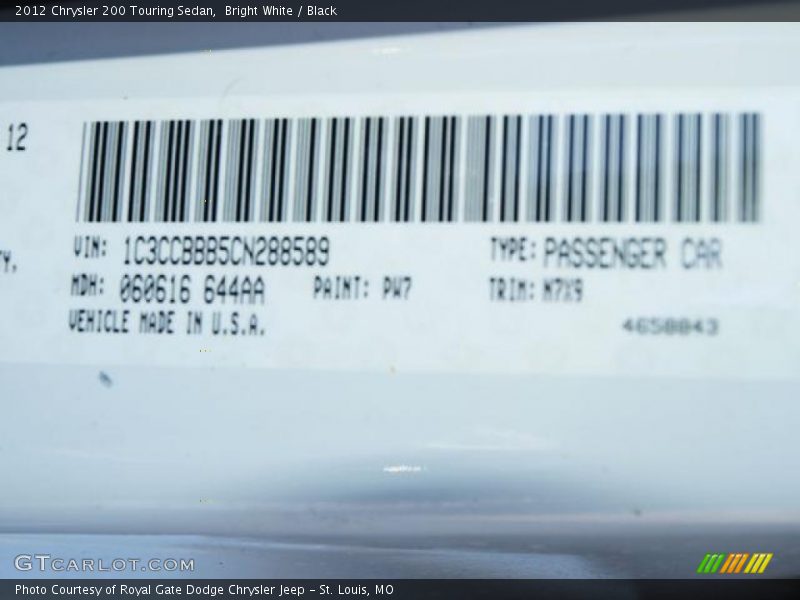 2012 Chrysler 200 Touring Sedan, Bright White / Black
12
VIN: 1C3CCBBB5CN288589 TYPE: PASSENGER CAR
Y,
MDH: 060616 644AA PAINT: PW7 TRIM: N7X9
VEHICLE MADE IN U.S.A. 4658843
GTCARLOT.COM
Photo Courtesy of Royal Gate Dodge Chrysler Jeep - St. Louis, MO